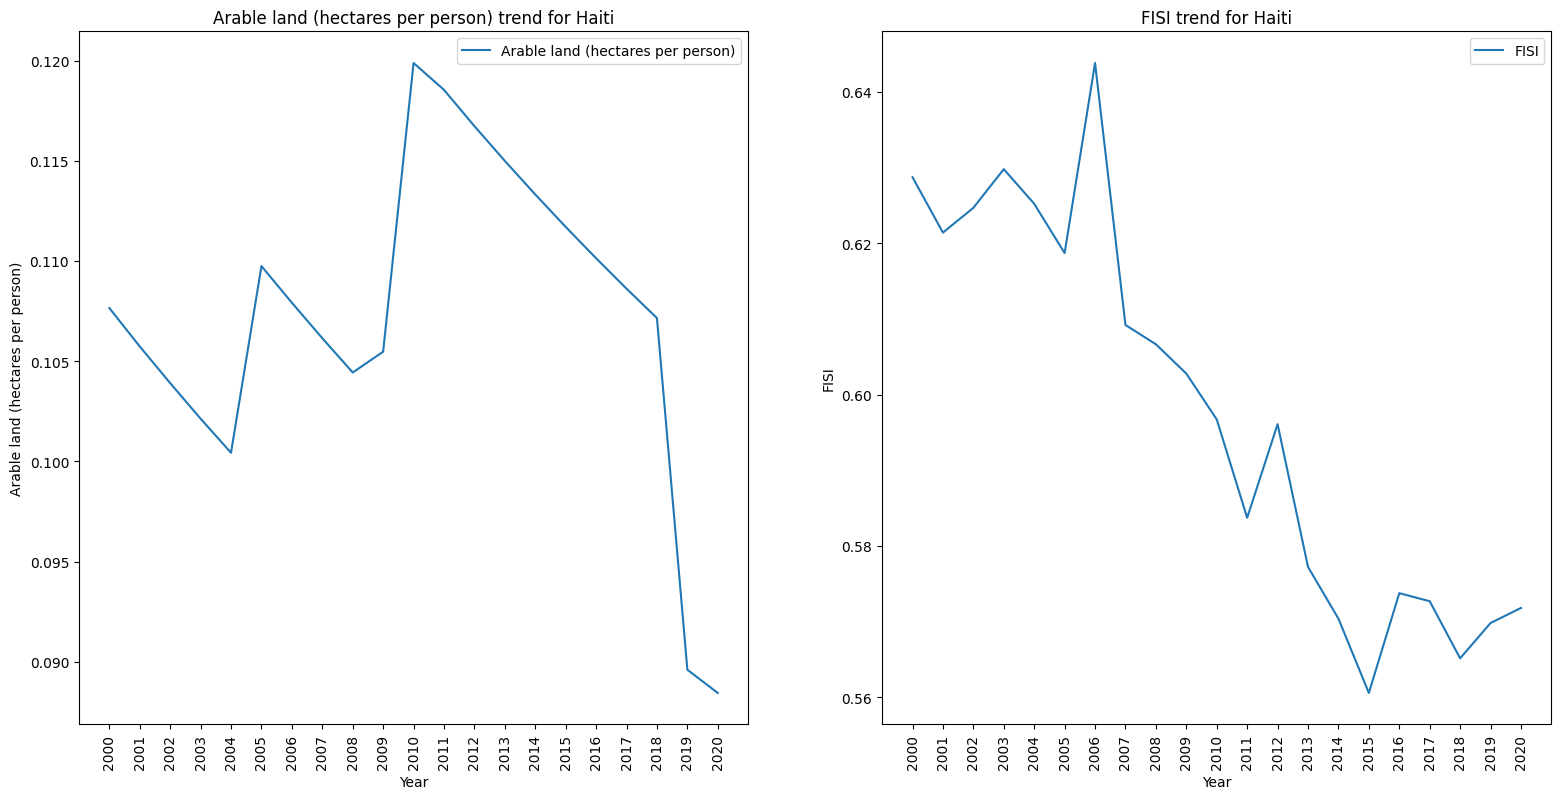 Arable land (hectares per person) trend for Haiti
Arable land (hectares per person)
0.120
0.115
0.110
0.105
0.100
0.095
0.090
Arable land (hectares per person)
2000 2001 2002 2003 2004 2005 2006 2007 2008 2009 2010 2011 2012 2013 2014 2015 2016 2017 2018 2019 2020
Year
FISI trend for Haiti
FISI
0.64
0.62
0.60
0.58
0.56
FISI
2000 2001 2002 2003 2004 2005 2006 2007 2008 2009 2010 2011 2012 2013 2014 2015 2016 2017 2018 2019 2020
Year